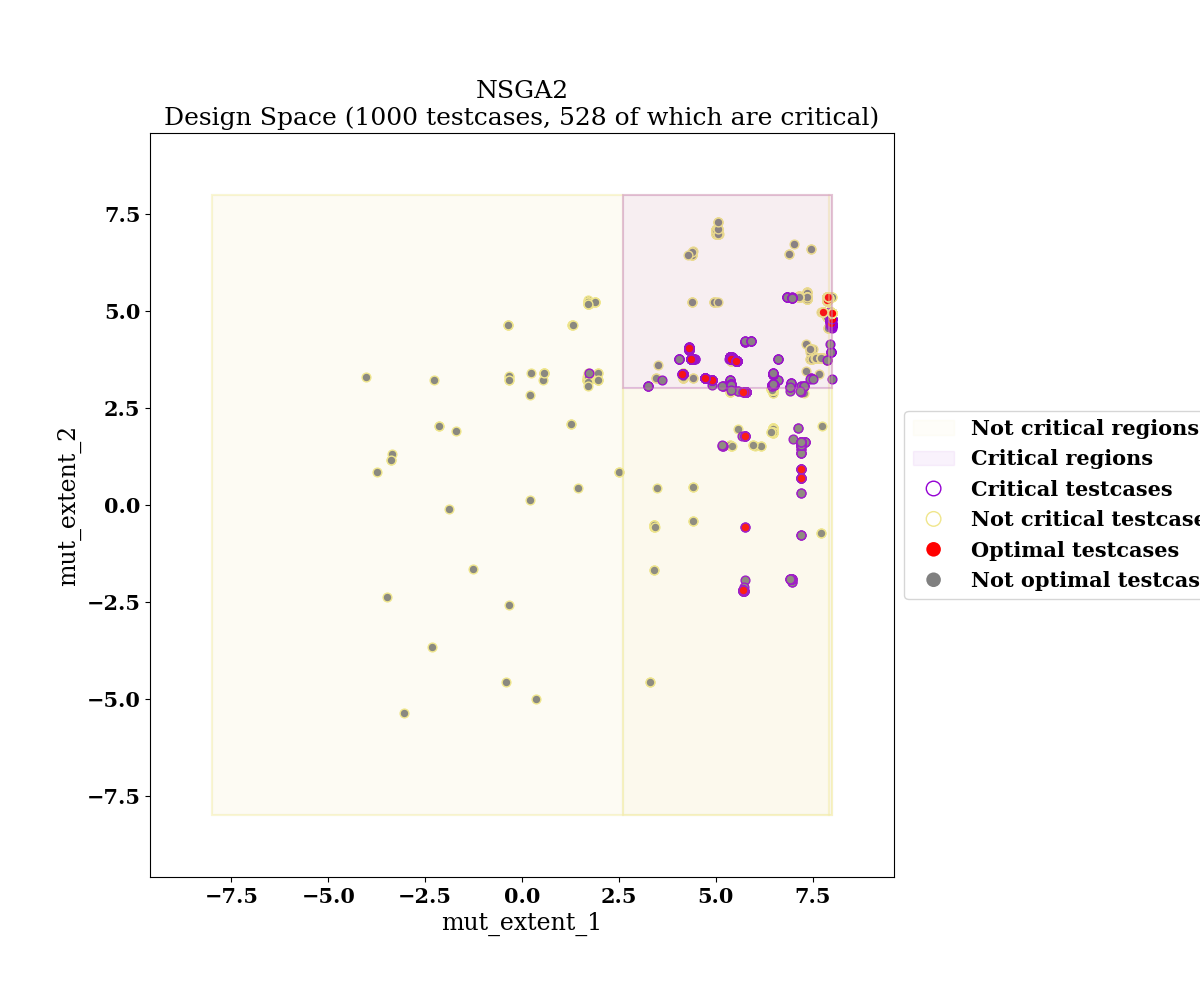 NSGA2
Design Space (1000 testcases, 528 of which are critical)
7.5
5.0
2.5
0.0
−2.5
−5.0
−7.5
mut_extent_2
−7.5 −5.0 −2.5 0.0 2.5 5.0 7.5
mut_extent_1
Not critical regions
Critical regions
Critical testcases
Not critical testcase
Optimal testcases
Not optimal testcas